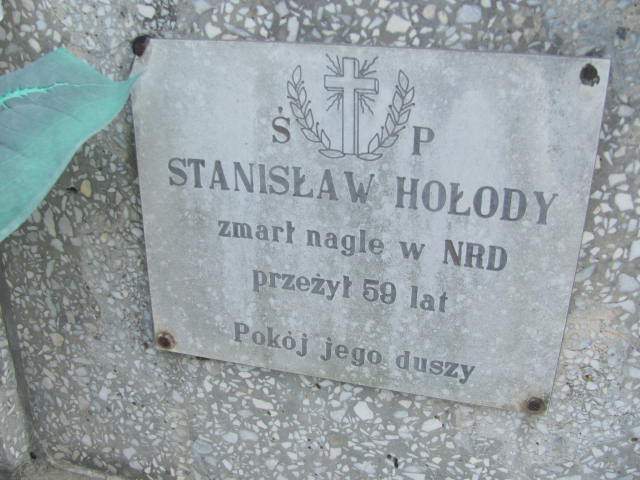 Ś P
STANISŁAW HOŁODY
zmarł nagle w NRD
przeżył 59 lat
Pokój jego duszy